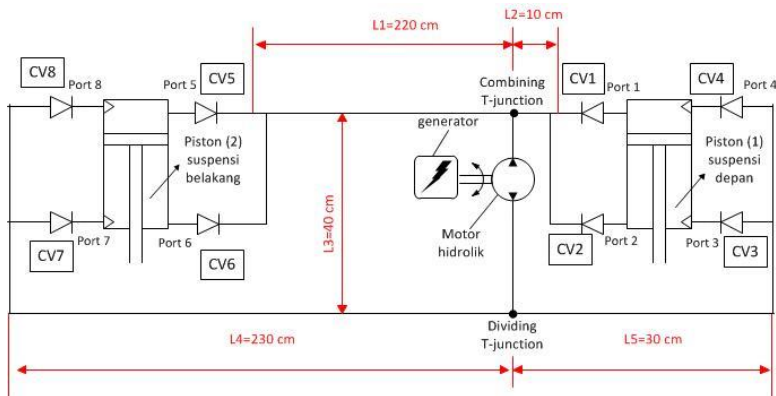 L1=220 cm
L2=10 cm
CV8
Port 8
Port 5
CV5
Combining
T-junction
CV1
Port 1
CV4
Port 4
generator
Piston (2)
suspensi
belakang
Piston (1)
suspensi
depan
L3=40 cm
Motor
hidrolik
CV7
Port 7
Port 6
CV6
CV2
Port 2
Port 3
CV3
Dividing
T-junction
L4=230 cm
L5=30 cm